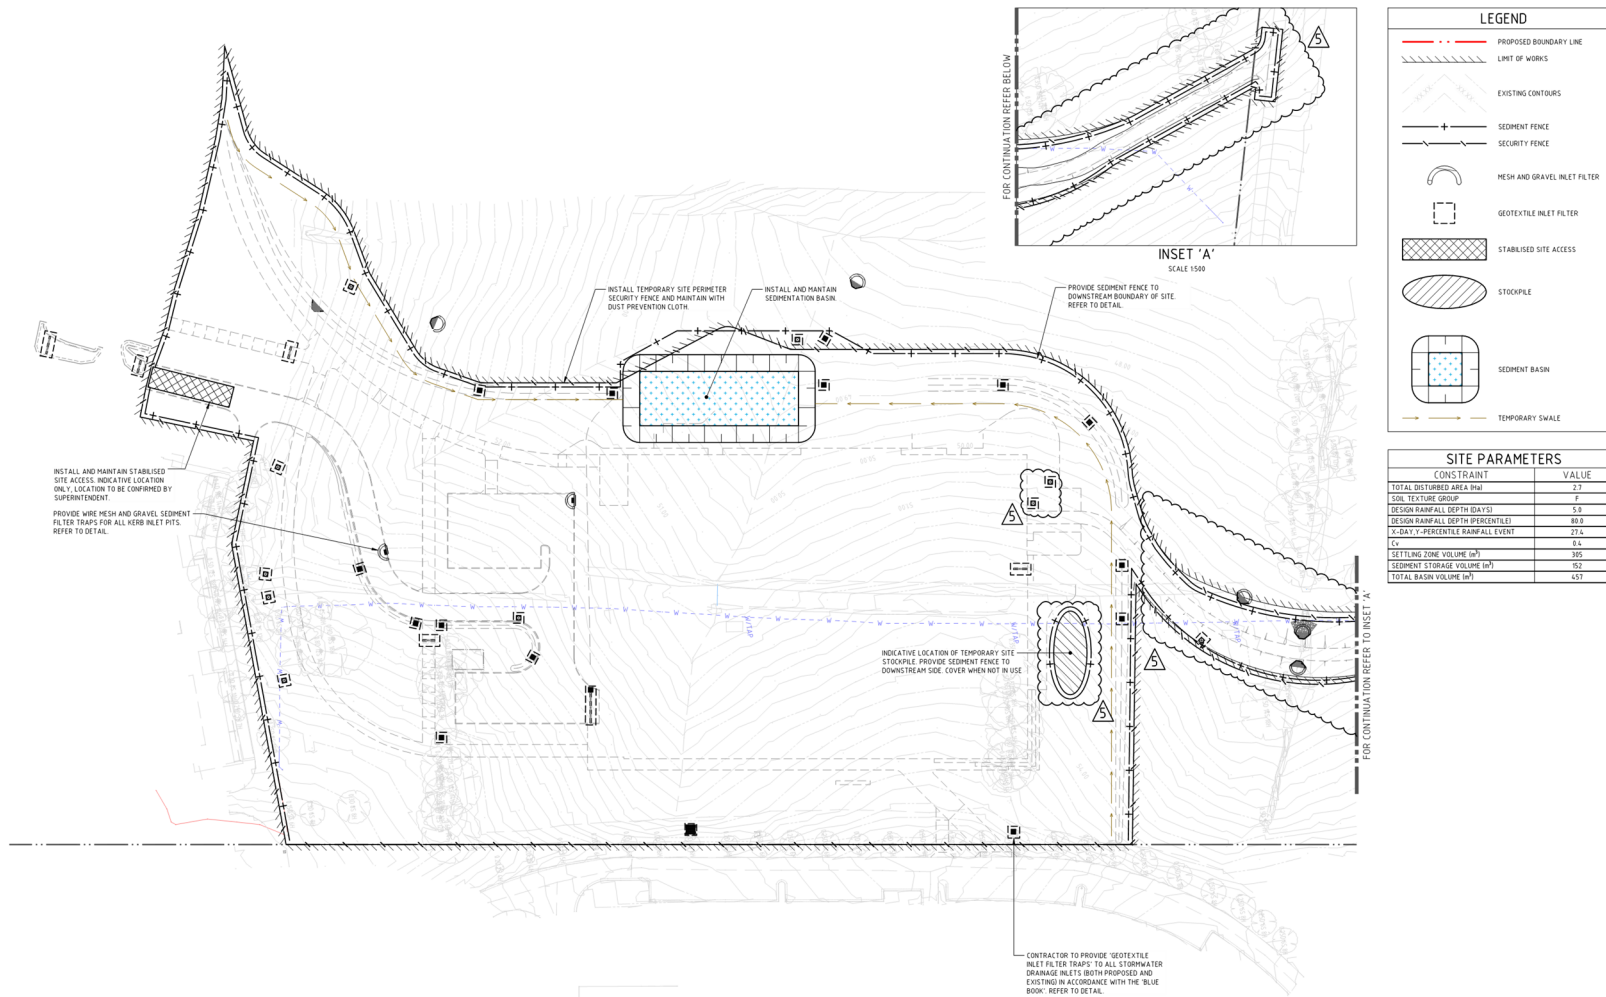 FOR CONTINUATION REFER BELOW
5
INSET 'A'
SCALE 1:500
LEGEND
PROPOSED BOUNDARY LINE
LIMIT OF WORKS
XX.XX
XX.XX
EXISTING CONTOURS
SEDIMENT FENCE
SECURITY FENCE
MESH AND GRAVEL INLET FILTER
GEOTEXTILE INLET FILTER
STABILISED SITE ACCESS
STOCKPILE
SEDIMENT BASIN
TEMPORARY SWALE
SITE PARAMETERS
CONSTRAINT VALUE
TOTAL DISTURBED AREA (Ha) 2.7
SOIL TEXTURE GROUP F
DESIGN RAINFALL DEPTH (DAYS) 5.0
DESIGN RAINFALL DEPTH (PERCENTILE) 80.0
X-DAY,Y-PERCENTILE RAINFALL EVENT 27.4
Cv 0.4
SETTLING ZONE VOLUME (m³) 305
SEDIMENT STORAGE VOLUME (m³) 152
TOTAL BASIN VOLUME (m³) 457
INSTALL TEMPORARY SITE PERIMETER
SECURITY FENCE AND MAINTAIN WITH
DUST PREVENTION CLOTH.
INSTALL AND MANTAIN
SEDIMENTATION BASIN.
PROVIDE SEDIMENT FENCE TO
DOWNSTREAM BOUNDARY OF SITE.
REFER TO DETAIL.
INSTALL AND MAINTAIN STABILISED
SITE ACCESS. INDICATIVE LOCATION
ONLY, LOCATION TO BE CONFIRMED BY
SUPERINTENDENT.
PROVIDE WIRE MESH AND GRAVEL SEDIMENT
FILTER TRAPS FOR ALL KERB INLET PITS.
REFER TO DETAIL.
5
INDICATIVE LOCATION OF TEMPORARY SITE
STOCKPILE. PROVIDE SEDIMENT FENCE TO
DOWNSTREAM SIDE. COVER WHEN NOT IN USE
5
5
W/TAP
W/TAP
W/TAP
FOR CONTINUATION REFER TO INSET 'A'
CONTRACTOR TO PROVIDE 'GEOTEXTILE
INLET FILTER TRAPS' TO ALL STORMWATER
DRAINAGE INLETS (BOTH PROPOSED AND
EXISTING) IN ACCORDANCE WITH THE 'BLUE
BOOK'. REFER TO DETAIL.